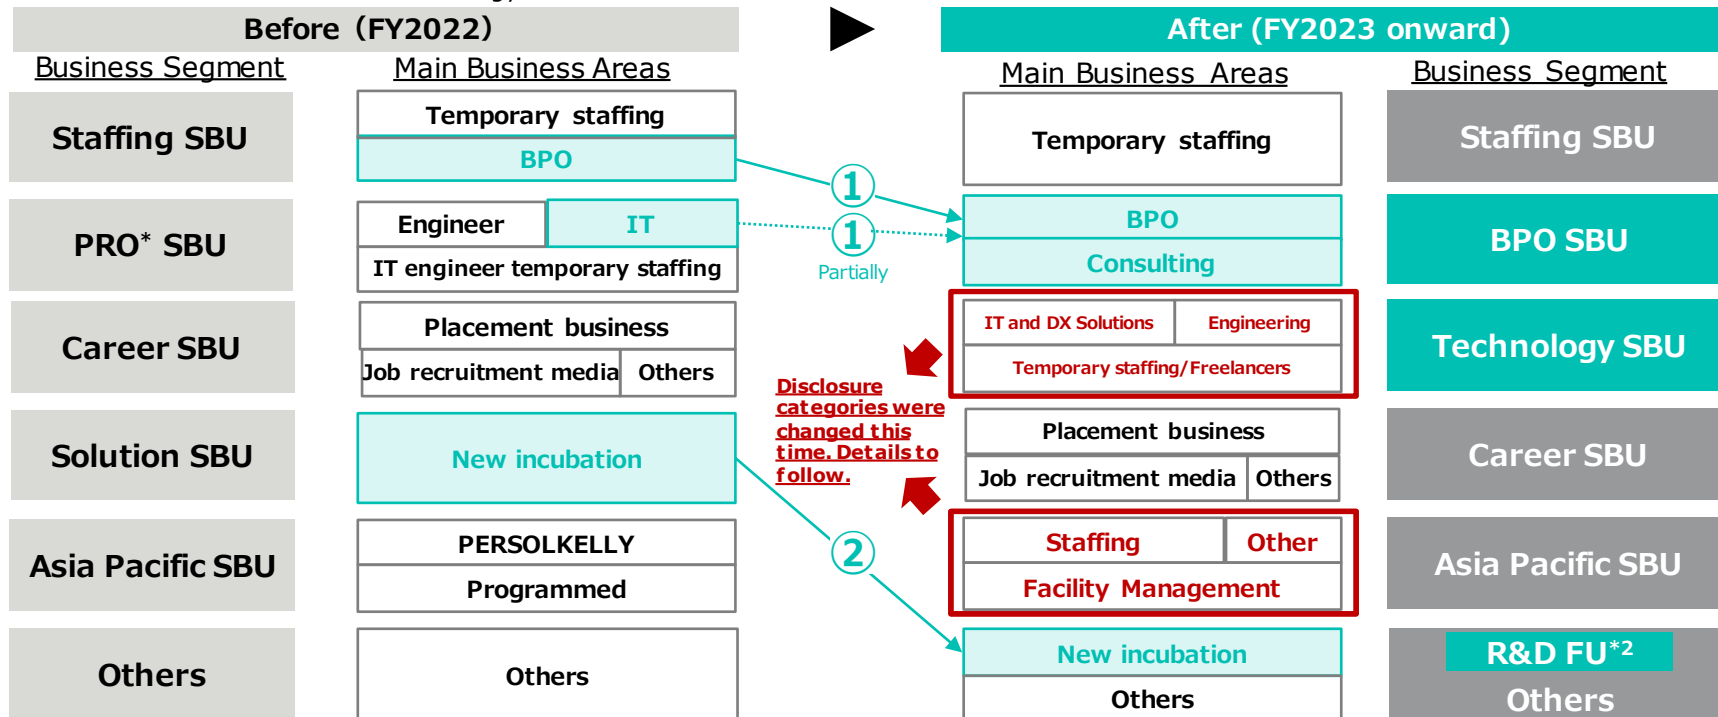 Before (FY2022)
After (FY2023 onward)
Business Segment
Main Business Areas
Main Business Areas
Business Segment
Staffing SBU
Temporary staffing
BPO
1
Temporary staffing
Staffing SBU
PRO* SBU
Engineer
IT
IT engineer temporary staffing
1
Partially
BPO
Consulting
BPO SBU
Career SBU
Placement business
Job recruitment media
Others
IT and DX Solutions
Engineering
Temporary staffing/Freelancers
Technology SBU
Disclosure
categories were
changed this
time. Details to
follow.
Solution SBU
New incubation
Placement business
Job recruitment media
Others
Career SBU
Asia Pacific SBU
PERSOLKELLY
Programmed
2
Staffing
Other
Facility Management
Asia Pacific SBU
Others
Others
New incubation
Others
R&D FU*2
Others